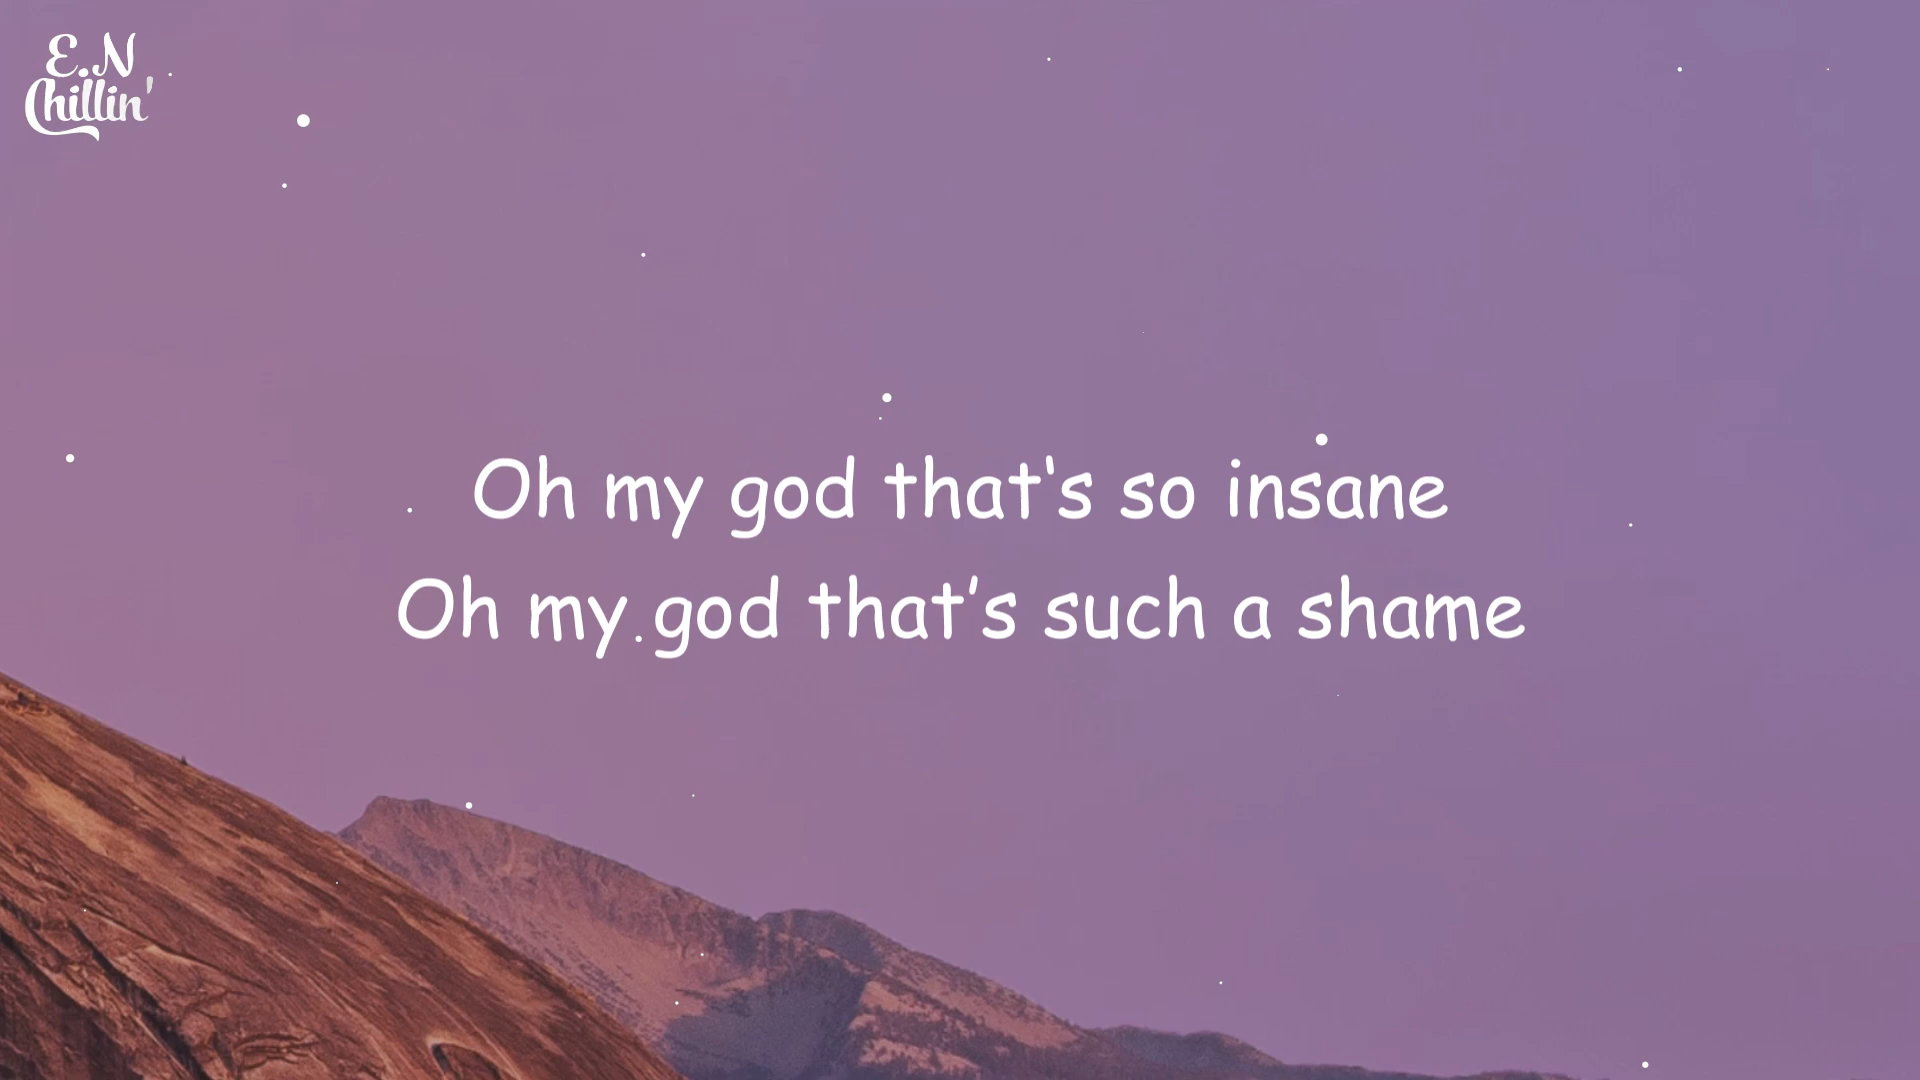 E.N
Chillin'
Oh my god that's so insane
Oh my god that's such a shame